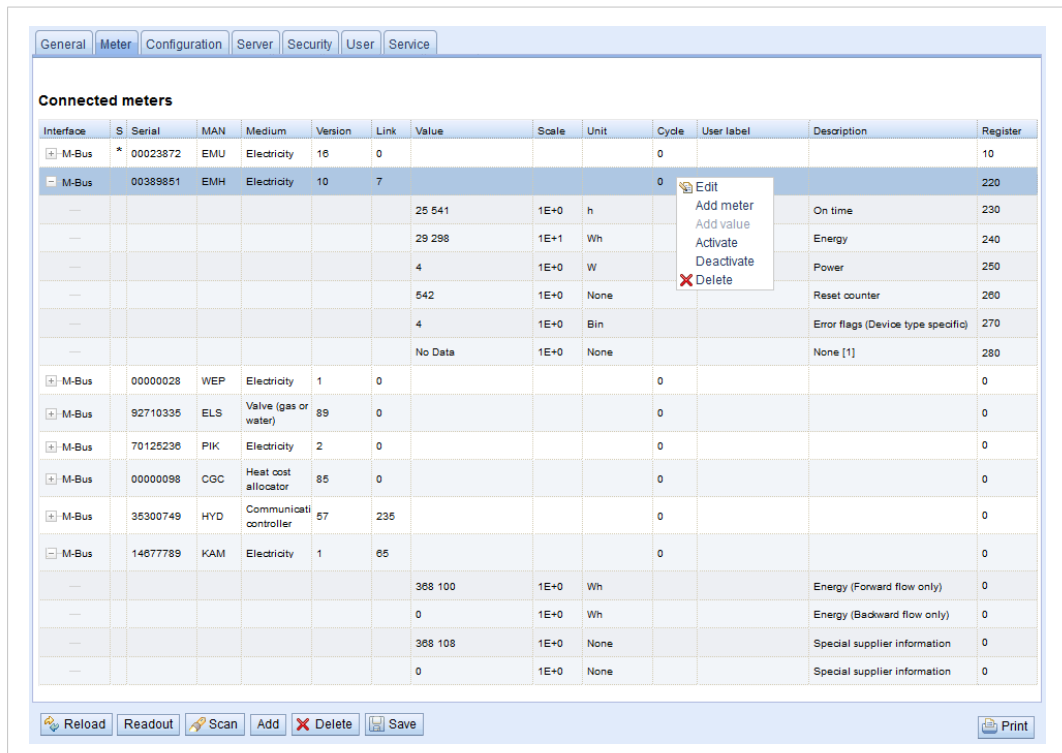 General Meter Configuration Server Security User Service
Connected meters
Interface S Serial MAN Medium Version Link Value Scale Unit Cycle User label Description Register
M-Bus * 00023872 EMU Electricity 16 0 0 10
M-Bus 00389851 EMH Electricity 10 7 0 220
Edit
Add meter
Add value
Activate
Deactivate
Delete
25 541 1E+0 h On time 230
29 298 1E+1 Wh Energy 240
4 1E+0 W Power 250
542 1E+0 None Reset counter 260
4 1E+0 Bin Error flags (Device type specific) 270
No Data 1E+0 None None [1] 280
M-Bus 00000028 WEP Electricity 1 0 0 0
M-Bus 92710335 ELS Valve (gas or
water) 89 0 0 0
M-Bus 70125236 PIK Electricity 2 0 0 0
M-Bus 00000098 CGC Heat cost
allocator 85 0 0 0
M-Bus 35300749 HYD Communicati
controller 57 235 0 0
M-Bus 14677789 KAM Electricity 1 65 0 0
368 100 1E+0 Wh Energy (Forward flow only) 0
0 1E+0 Wh Energy (Backward flow only) 0
368 108 1E+0 None Special supplier information 0
0 1E+0 None Special supplier information 0
Reload Readout Scan Add Delete Save Print